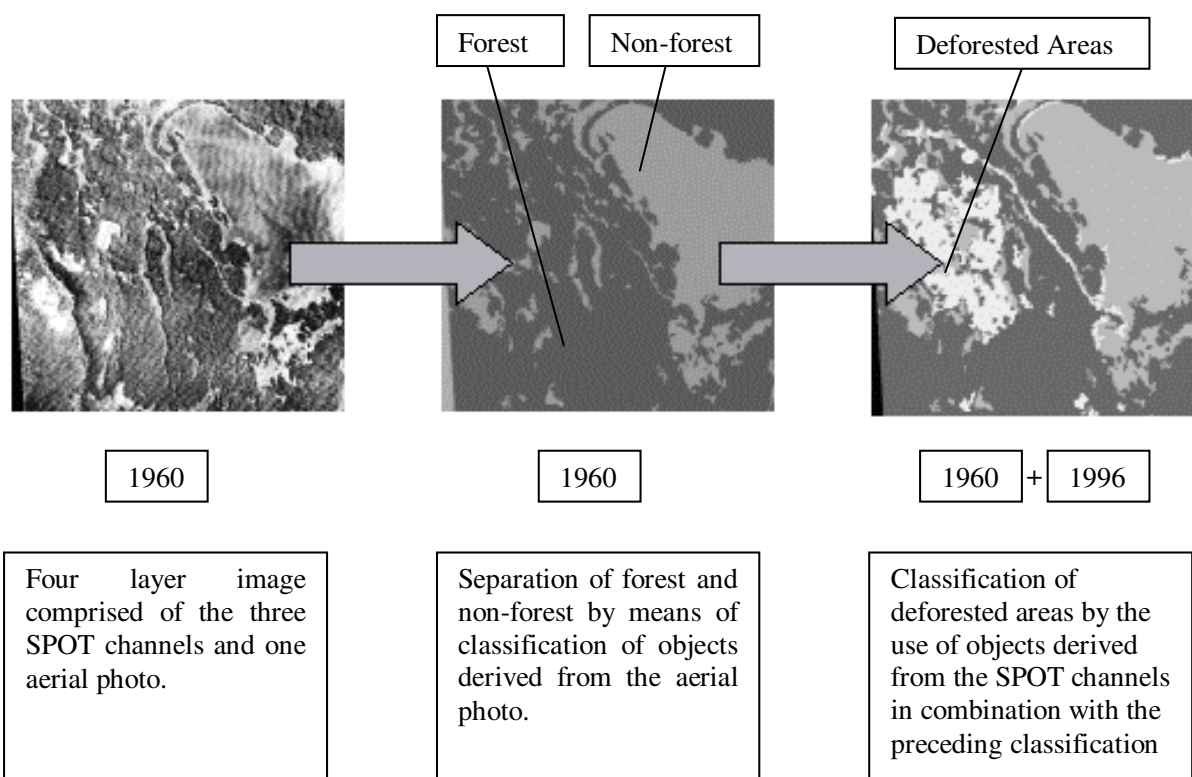 Forest
Non-forest
Deforested Areas
1960
1960
1960 + 1996
Four layer image
comprised of the three
SPOT channels and one
aerial photo.
Separation of forest and
non-forest by means of
classification of objects
derived from the aerial
photo.
Classification of
deforested areas by the
use of objects derived
from the SPOT channels
in combination with the
preceding classification